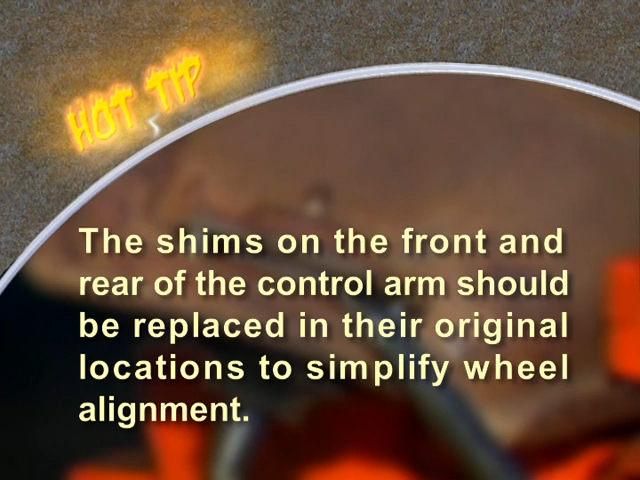 HOT TIP
The shims on the front and
rear of the control arm should
be replaced in their original
locations to simplify wheel
alignment.